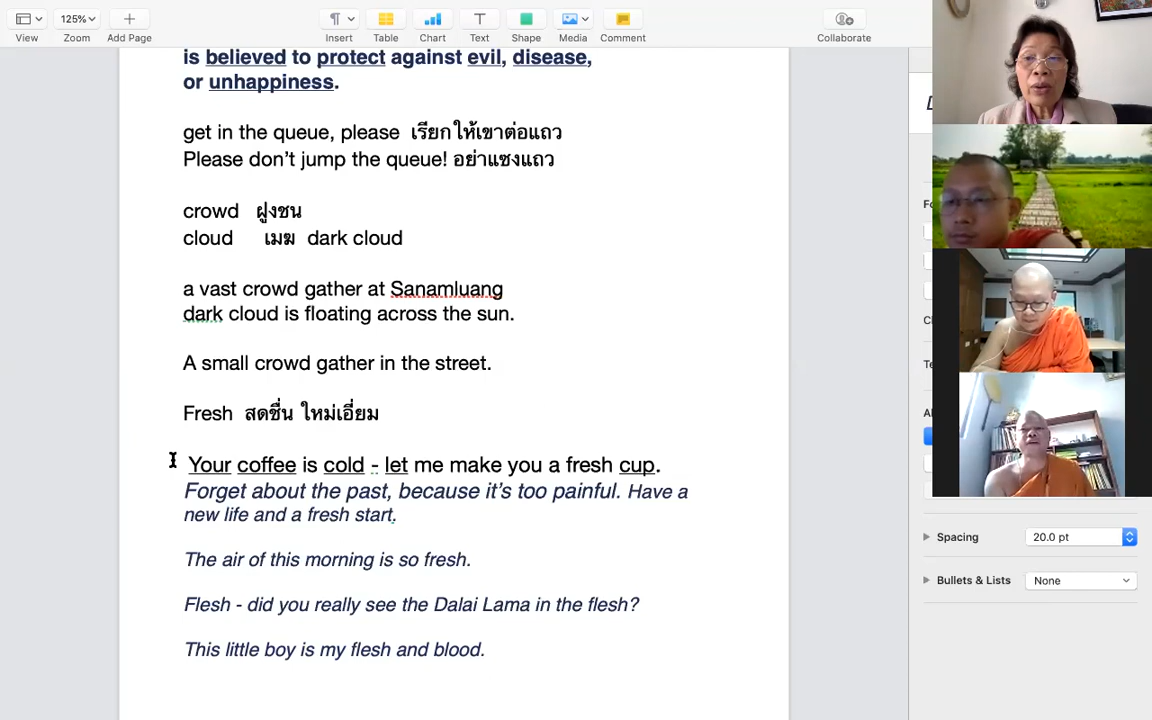 View
125%
Zoom
Add Page
Insert
Table
Chart
Text
Shape
Media
Comment
Collaborate
is believed to protect against evil, disease,
or unhappiness.
get in the queue, please เรียกให้เขาต่อแถว
Please don’t jump the queue! อย่าแซงแถว
crowd ฝูงชน
cloud เมฆ dark cloud
a vast crowd gather at Sanamluang
dark cloud is floating across the sun.
A small crowd gather in the street.
Fresh สดชื่น ใหม่เอี่ยม
Your coffee is cold - let me make you a fresh cup.
Forget about the past, because it’s too painful. Have a
new life and a fresh start.
The air of this morning is so fresh.
Flesh - did you really see the Dalai Lama in the flesh?
This little boy is my flesh and blood.
Spacing
20.0 pt
Bullets & Lists
None